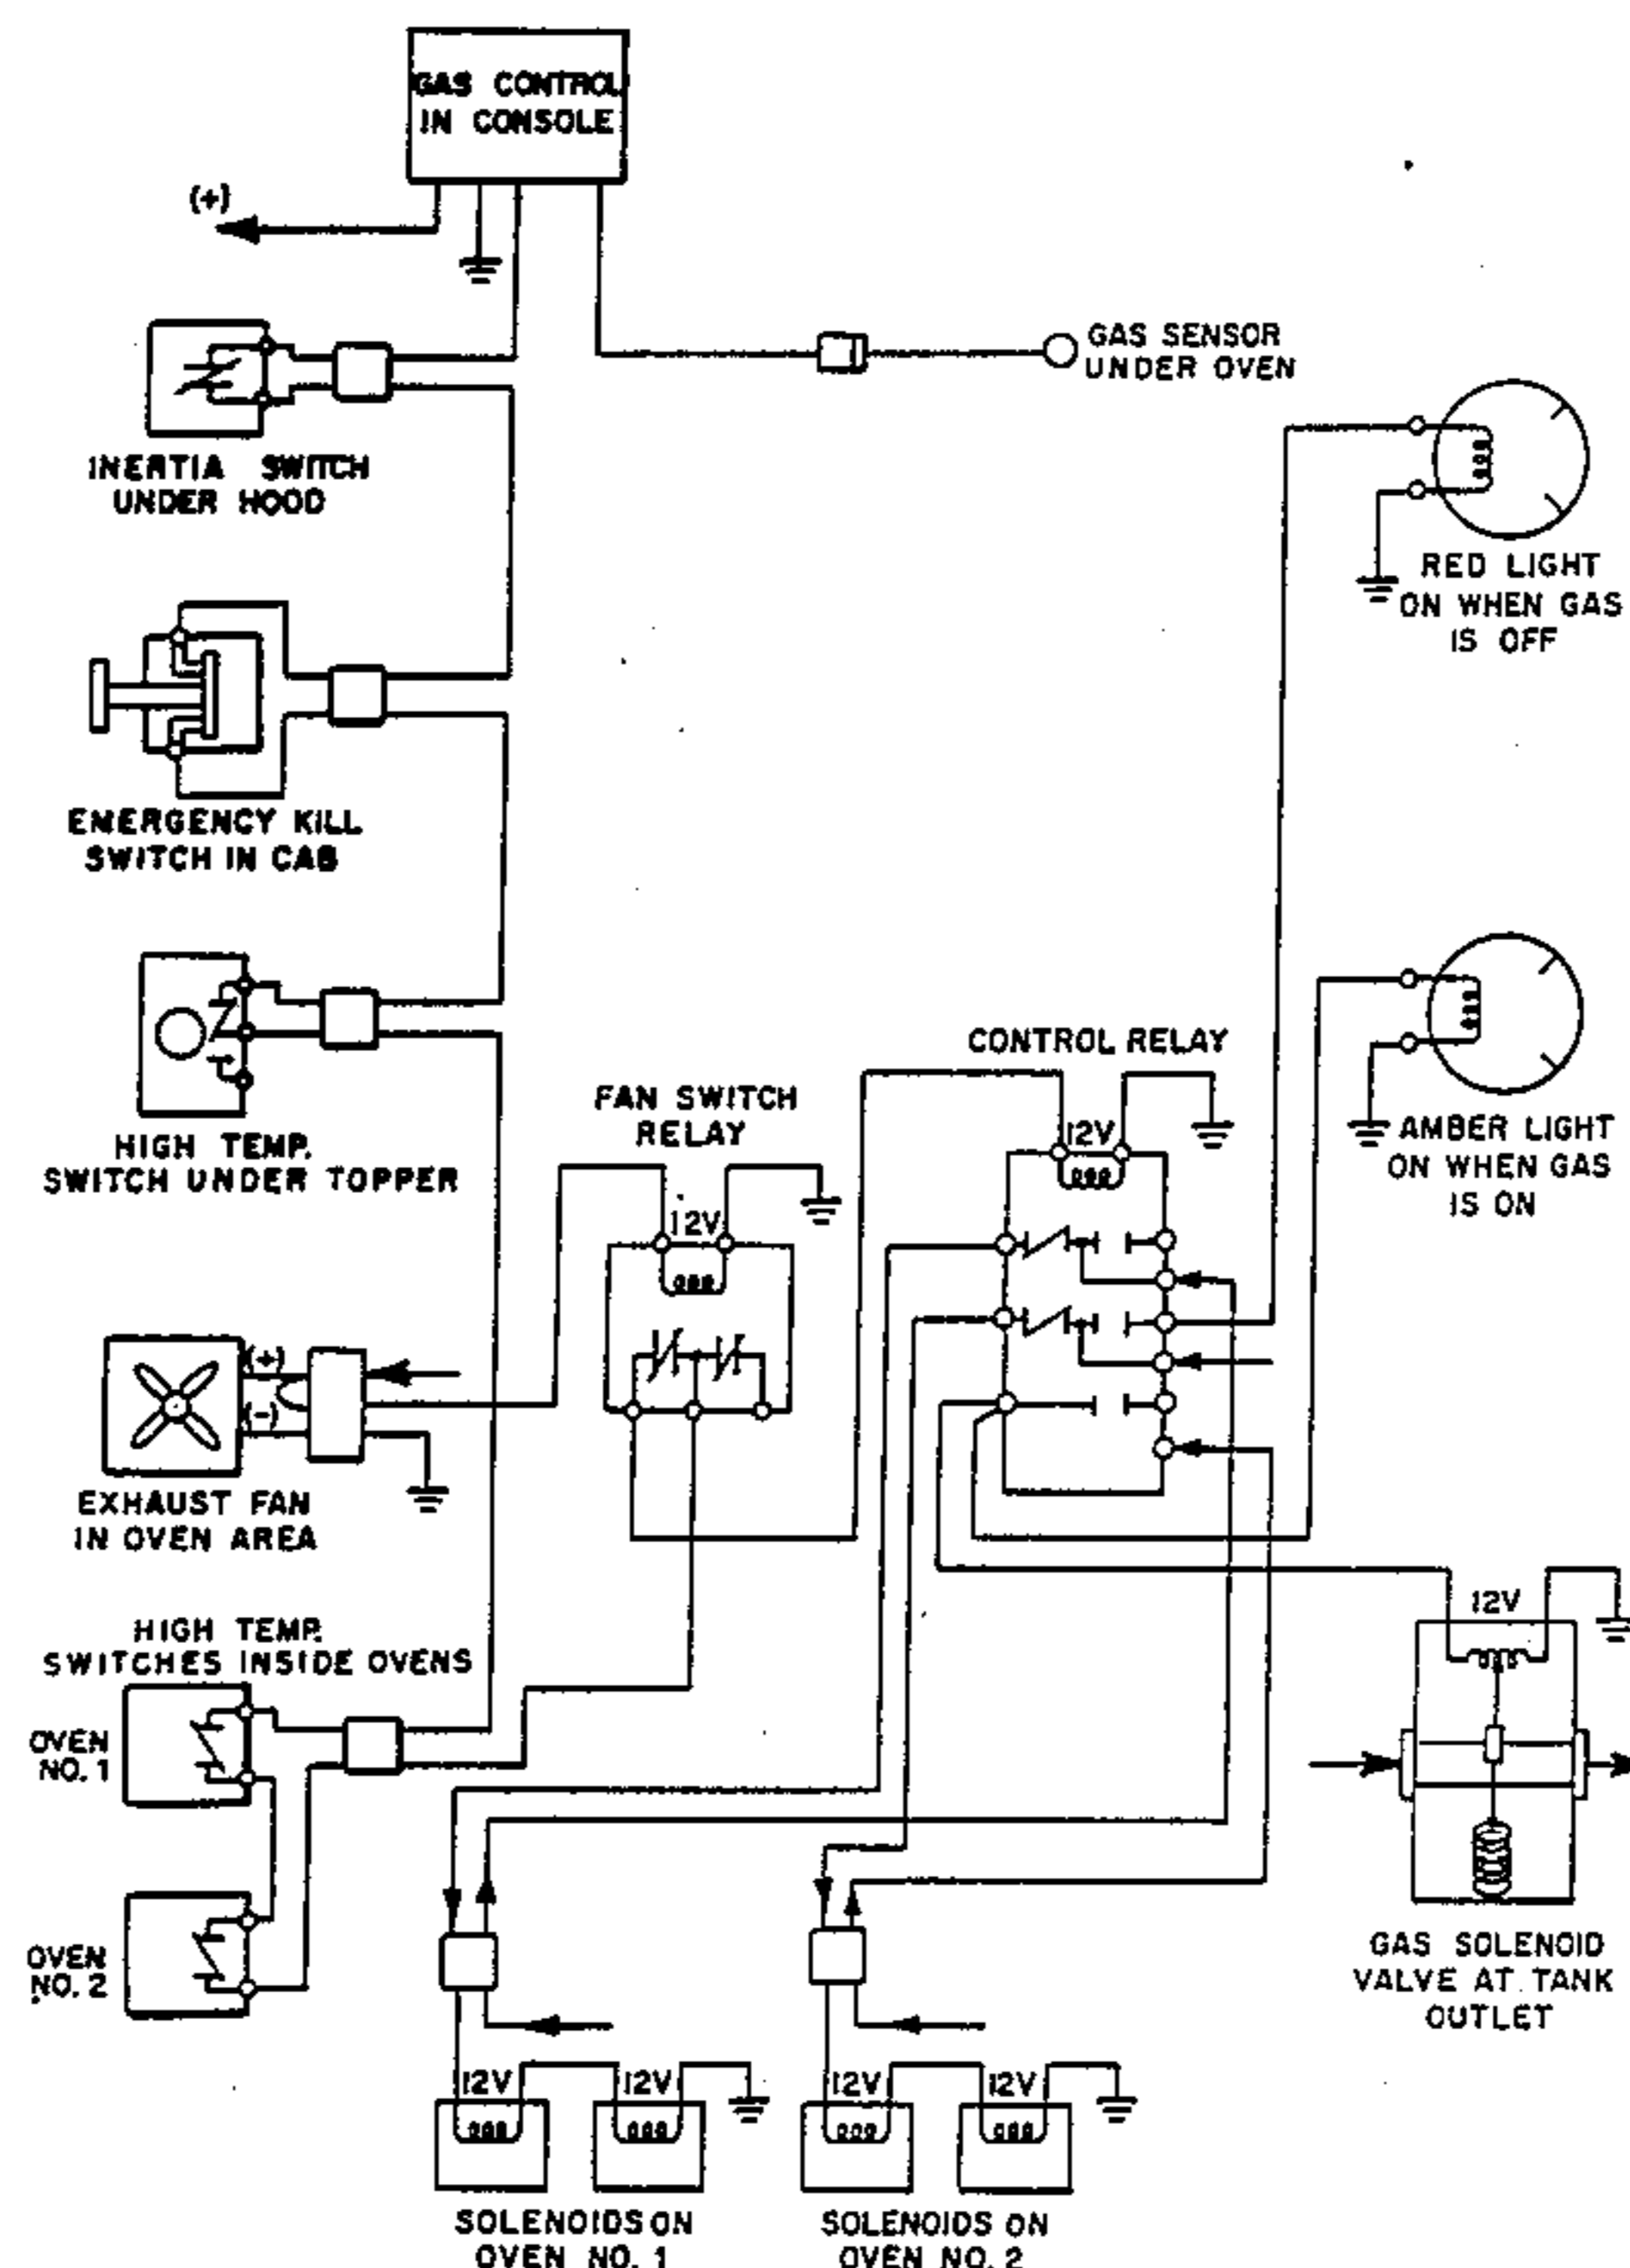 GAS CONTROL
IN CONSOLE
(+)
GAS SENSOR
UNDER OVEN
INERTIA SWITCH
UNDER HOOD
RED LIGHT
ON WHEN GAS
IS OFF
EMERGENCY KILL
SWITCH IN CAB
HIGH TEMP.
SWITCH UNDER TOPPER
FAN SWITCH
RELAY
12V
CONTROL RELAY
12V
AMBER LIGHT
ON WHEN GAS
IS ON
(+)
(-)
EXHAUST FAN
IN OVEN AREA
HIGH TEMP.
SWITCHES INSIDE OVENS
OVEN
NO. 1
OVEN
NO. 2
12V
GAS SOLENOID
VALVE AT TANK
OUTLET
12V
12V
12V
12V
SOLENOIDS ON
OVEN NO. 1
SOLENOIDS ON
OVEN NO. 2